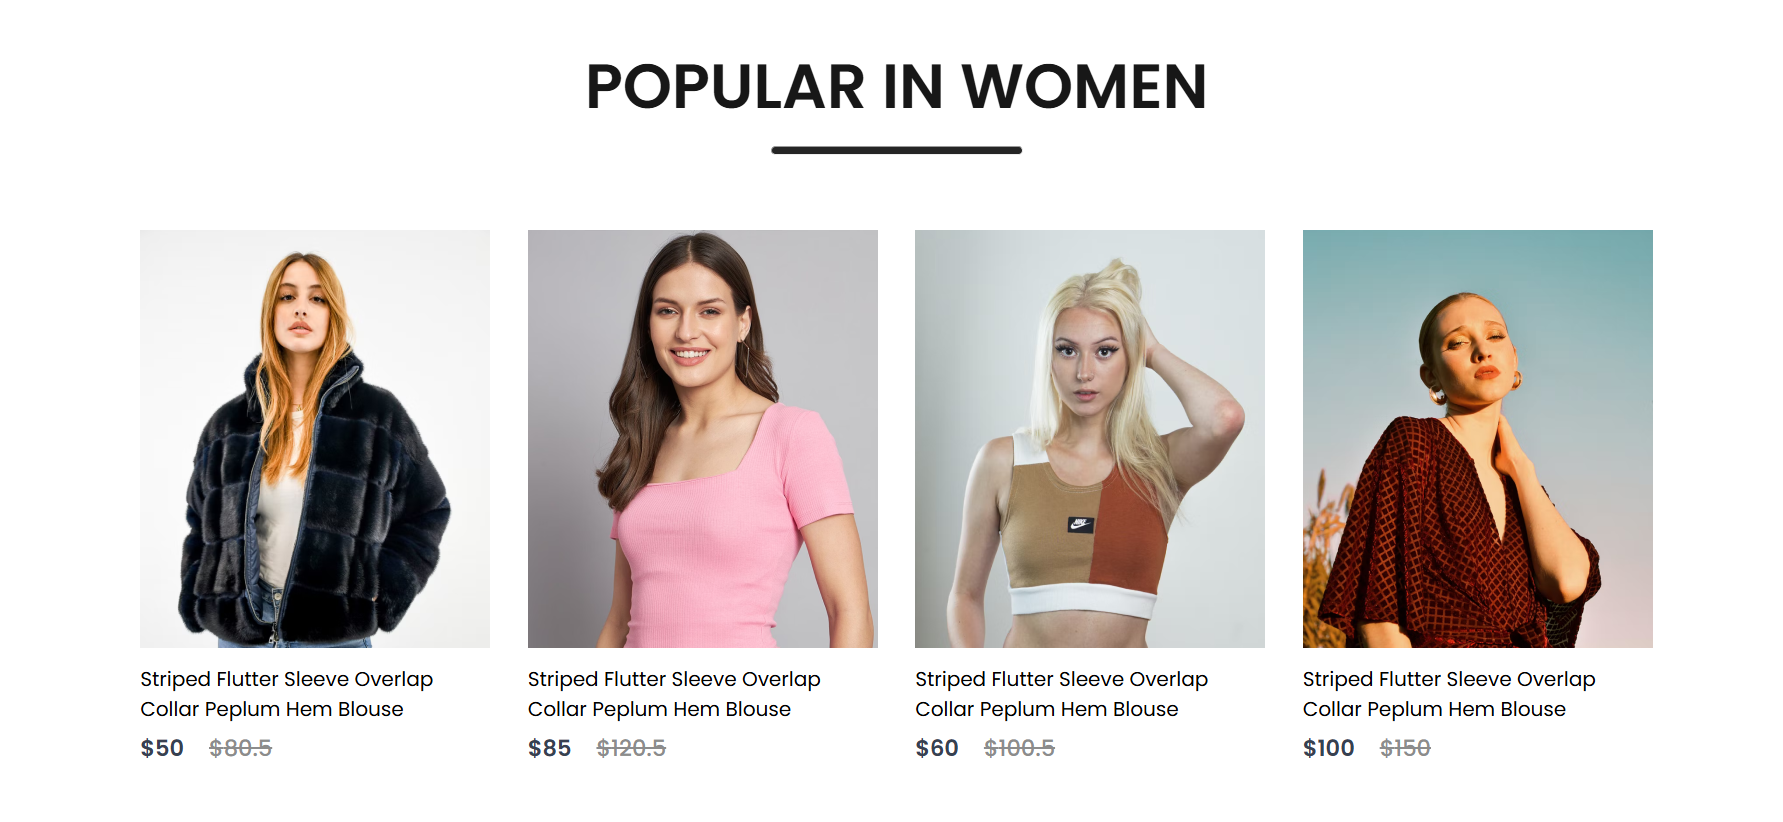 POPULAR IN WOMEN
NIKE
Striped Flutter Sleeve Overlap
Collar Peplum Hem Blouse
$50 $80.5
Striped Flutter Sleeve Overlap
Collar Peplum Hem Blouse
$85 $120.5
Striped Flutter Sleeve Overlap
Collar Peplum Hem Blouse
$60 $100.5
Striped Flutter Sleeve Overlap
Collar Peplum Hem Blouse
$100 $150